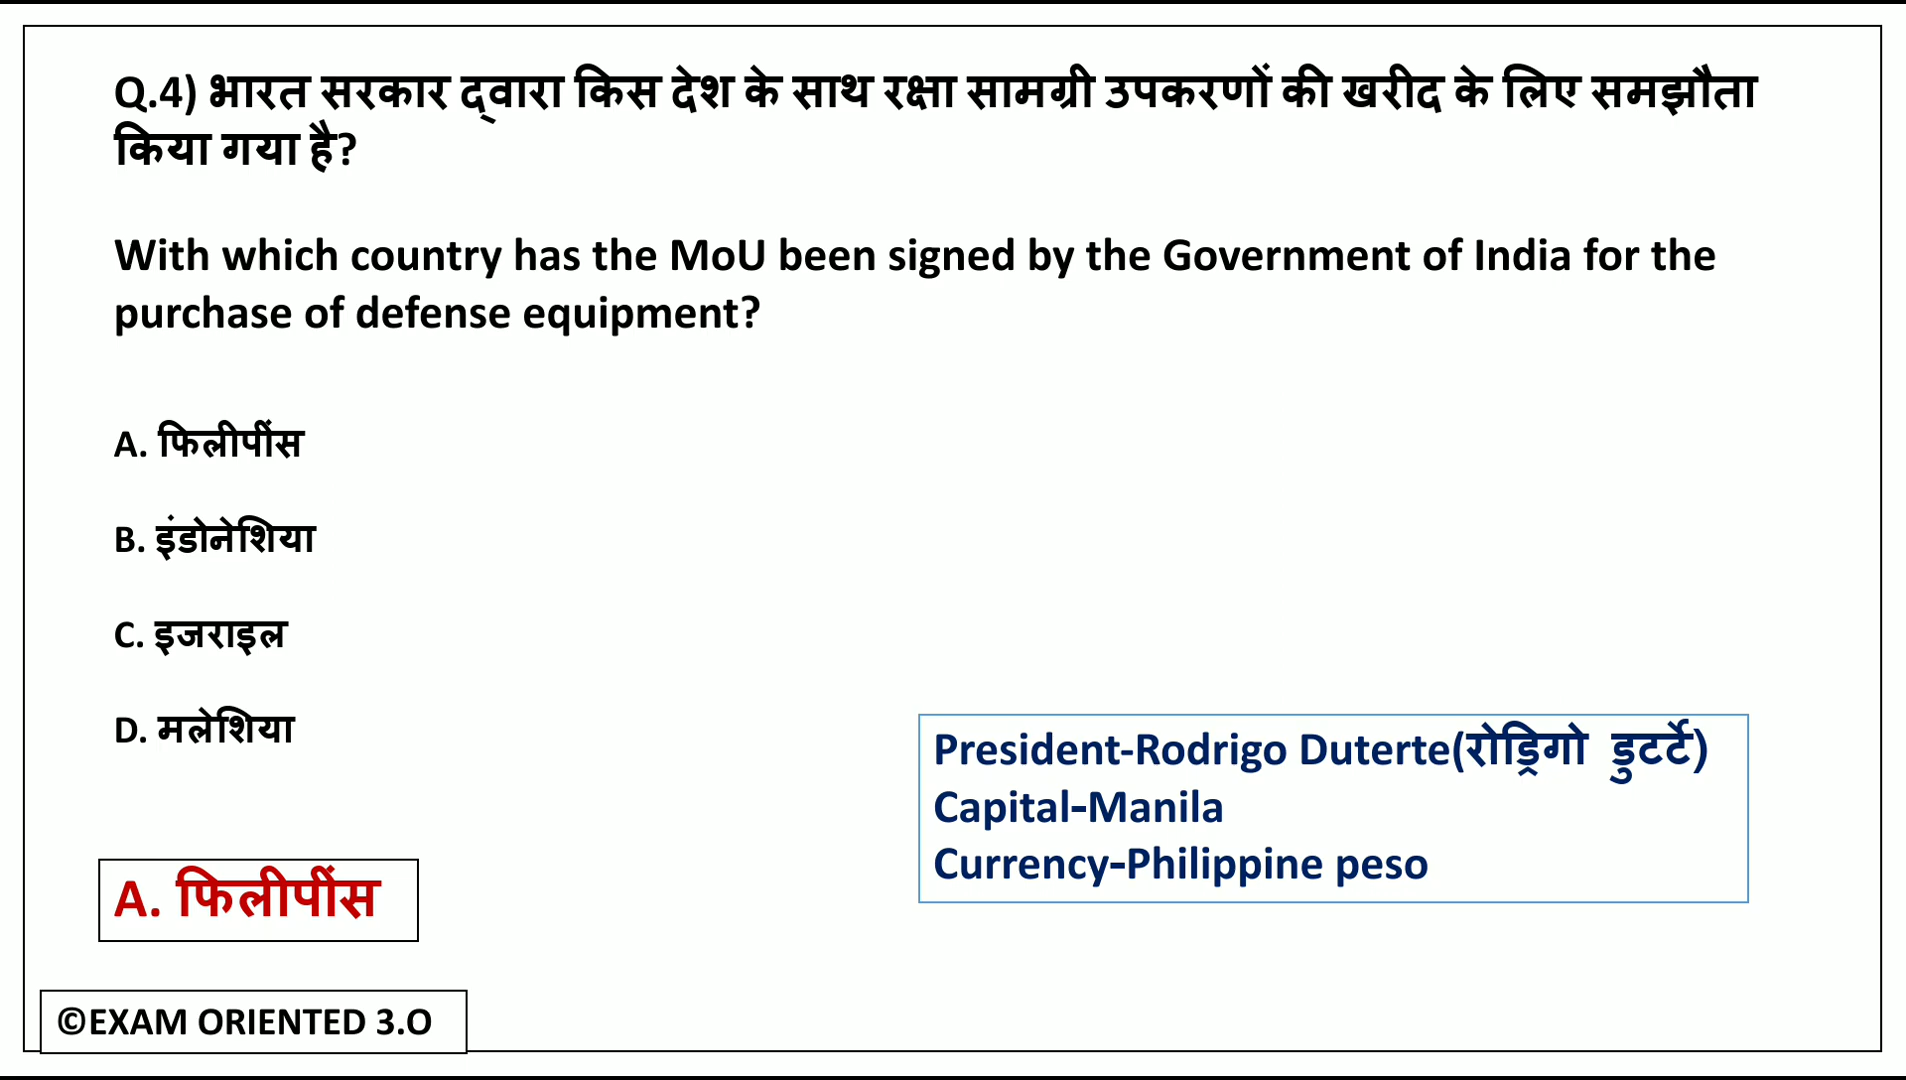 Q.4) भारत सरकार द्वारा किस देश के साथ रक्षा सामग्री उपकरणों की खरीद के लिए समझौता
किया गया है?
With which country has the MoU been signed by the Government of India for the
purchase of defense equipment?
A. फिलीपींस
B. इंडोनेशिया
C. इजराइल
D. मलेशिया
President-Rodrigo Duterte(रोड्रिगो डुटर्टे)
Capital-Manila
Currency-Philippine peso
A. फिलीपींस
©EXAM ORIENTED 3.O